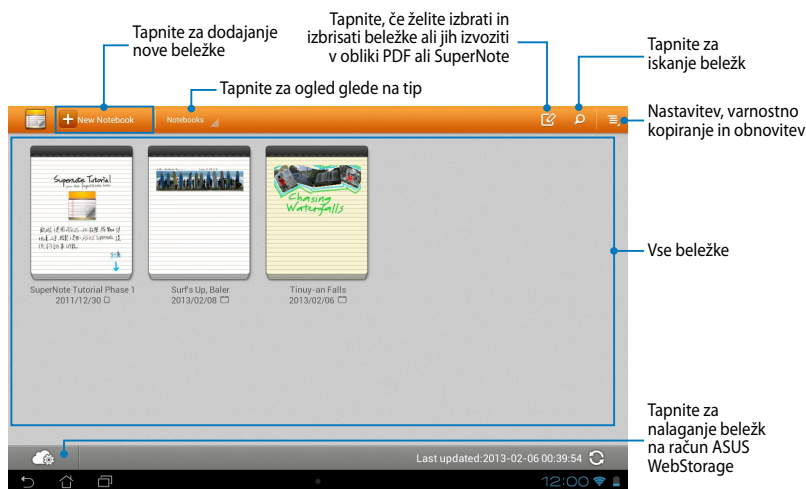 Tapnite za dodajanje
nove beležke
Tapnite, če želite izbrati in
izbrisati beležke ali jih izvoziti
v obliki PDF ali SuperNote
Tapnite za
iskanje beležk
Tapnite za ogled glede na tip
Nastavitev, varnostno
kopiranje in obnovitev
New Notebook
Notebooks
Supernote Tutorial
Chasing
Waterfalls
Vse beležke
SuperNote Tutorial Phase 1
2011/12/30
Surf's Up, Baler
2013/02/08
Tinuy-an Falls
2013/02/06
Tapnite za
nalaganje beležk
na račun ASUS
WebStorage
Last updated:2013-02-06 00:39:54
12:00